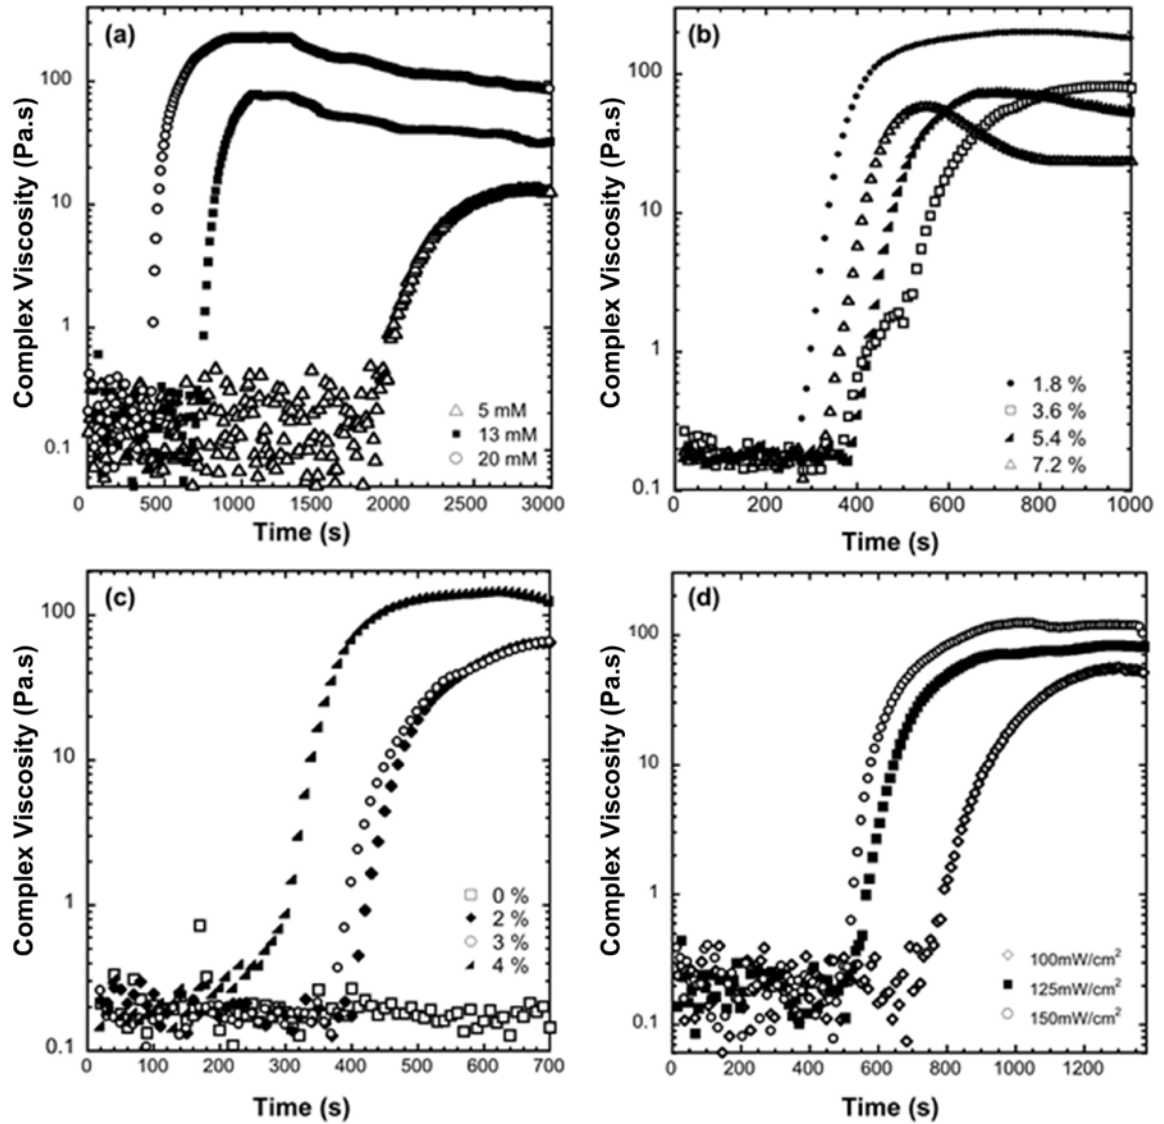 (a)
Complex Viscosity (Pa.s)
100
10
1
0.1
5 mM
13 mM
20 mM
0 500 1000 1500 2000 2500 3000
Time (s)
(b)
Complex Viscosity (Pa.s)
100
10
1
0.1
1.8 %
3.6 %
5.4 %
7.2 %
0 200 400 600 800 1000
Time (s)
(c)
Complex Viscosity (Pa.s)
100
10
1
0.1
0 %
2 %
3 %
4 %
0 100 200 300 400 500 600 700
Time (s)
(d)
Complex Viscosity (Pa.s)
100
10
1
0.1
100mW/cm²
125mW/cm²
150mW/cm²
0 200 400 600 800 1000 1200
Time (s)